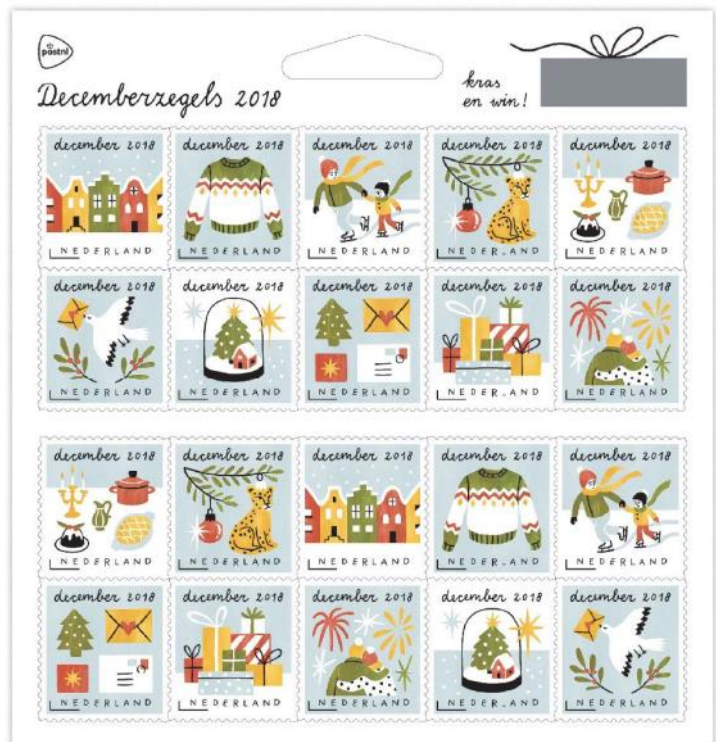 postnl
Decemberzegels 2018
kras
en win!
december 2018 december 2018 december 2018 december 2018 december 2018
NEDERLAND NEDERLAND NEDERLAND NEDERLAND NEDERLAND
december 2018 december 2018 december 2018 december 2018 december 2018
NEDERLAND NEDERLAND NEDERLAND NEDERLAND NEDERLAND
december 2018 december 2018 december 2018 december 2018 december 2018
NEDERLAND NEDERLAND NEDERLAND NEDERLAND NEDERLAND
december 2018 december 2018 december 2018 december 2018 december 2018
NEDERLAND NEDERLAND NEDERLAND NEDERLAND NEDERLAND